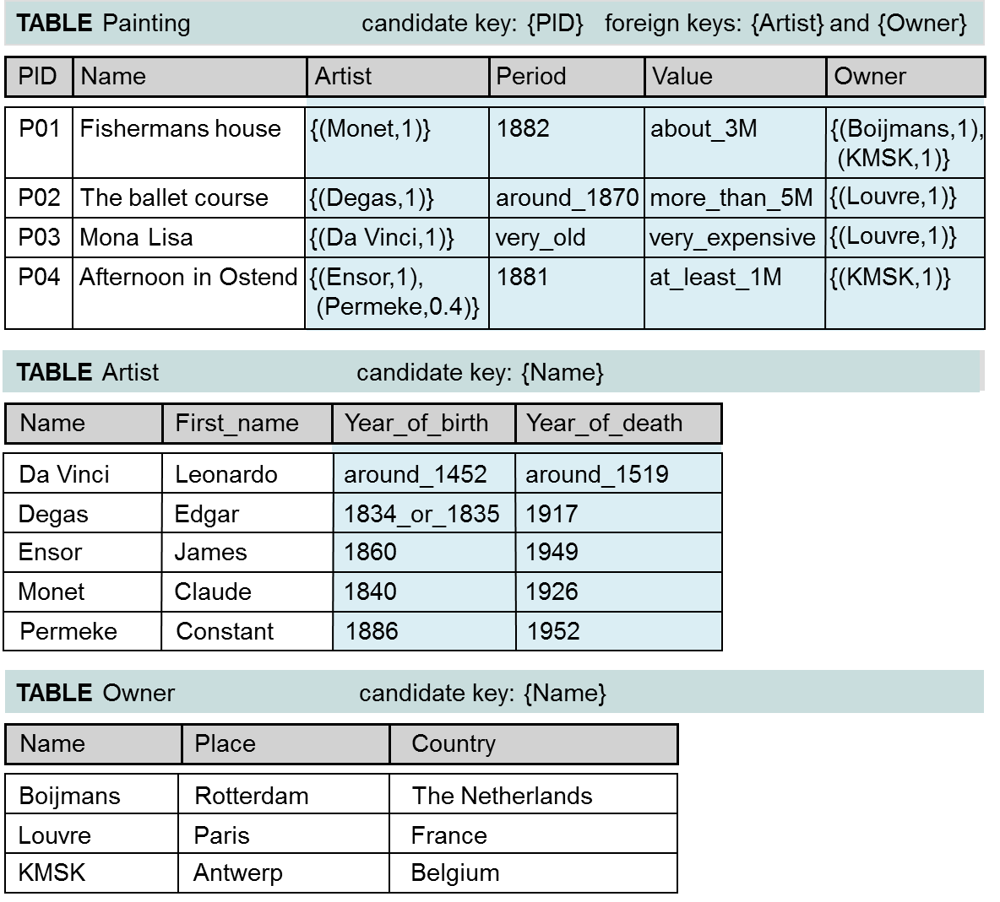 TABLE Painting candidate key: {PID} foreign keys: {Artist} and {Owner}
PID Name Artist Period Value Owner
P01 Fishermans house {(Monet,1)} 1882 about_3M {(Boijmans,1),
(KMSK,1)}
P02 The ballet course {(Degas,1)} around_1870 more_than_5M {(Louvre,1)}
P03 Mona Lisa {(Da Vinci,1)} very_old very_expensive {(Louvre,1)}
P04 Afternoon in Ostend {(Ensor,1), 1881 at_least_1M {(KMSK,1)}
(Permeke,0.4)}
TABLE Artist candidate key: {Name}
Name First_name Year_of_birth Year_of_death
Da Vinci Leonardo around_1452 around_1519
Degas Edgar 1834_or_1835 1917
Ensor James 1860 1949
Monet Claude 1840 1926
Permeke Constant 1886 1952
TABLE Owner candidate key: {Name}
Name Place Country
Boijmans Rotterdam The Netherlands
Louvre Paris France
KMSK Antwerp Belgium